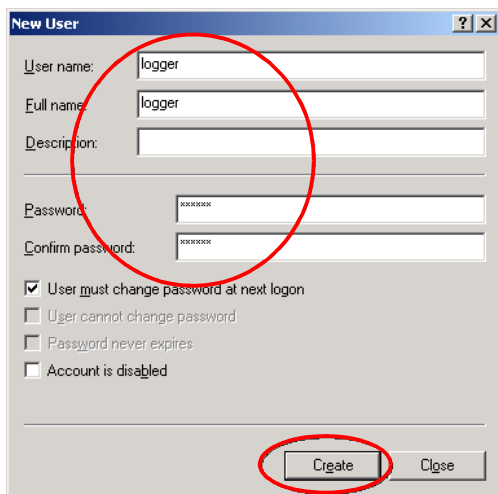 New User
User name: logger
Full name: logger
Description:
Password: ××××××
Confirm password: ××××××
User must change password at next logon
User cannot change password
Password never expires
Account is disabled
Create Close